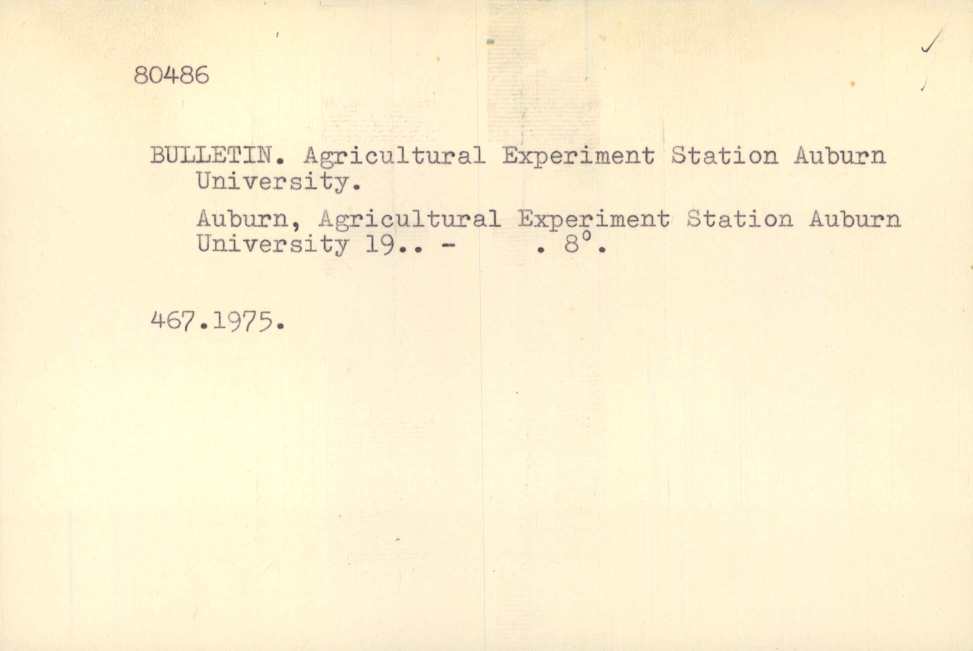 80486
BULLETIN. Agricultural Experiment Station Auburn
University.
Auburn, Agricultural Experiment Station Auburn
University 19.. -      . 8°.
467.1975.